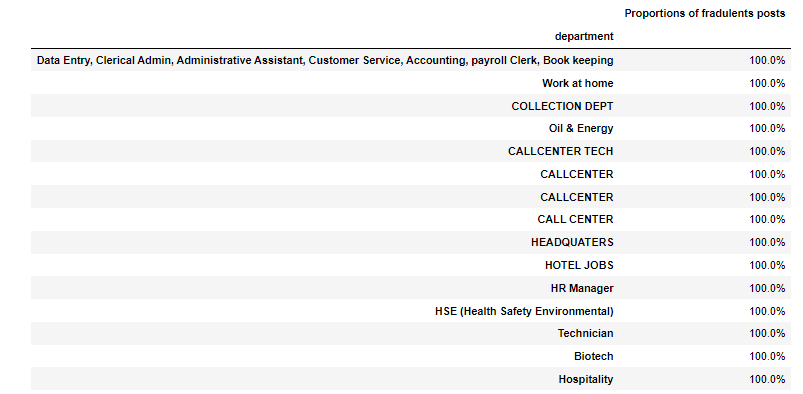 Proportions of fradulents posts
department
Data Entry, Clerical Admin, Administrative Assistant, Customer Service, Accounting, payroll Clerk, Book keeping 100.0%
Work at home 100.0%
COLLECTION DEPT 100.0%
Oil & Energy 100.0%
CALLCENTER TECH 100.0%
CALLCENTER 100.0%
CALLCENTER 100.0%
CALL CENTER 100.0%
HEADQUATERS 100.0%
HOTEL JOBS 100.0%
HR Manager 100.0%
HSE (Health Safety Environmental) 100.0%
Technician 100.0%
Biotech 100.0%
Hospitality 100.0%